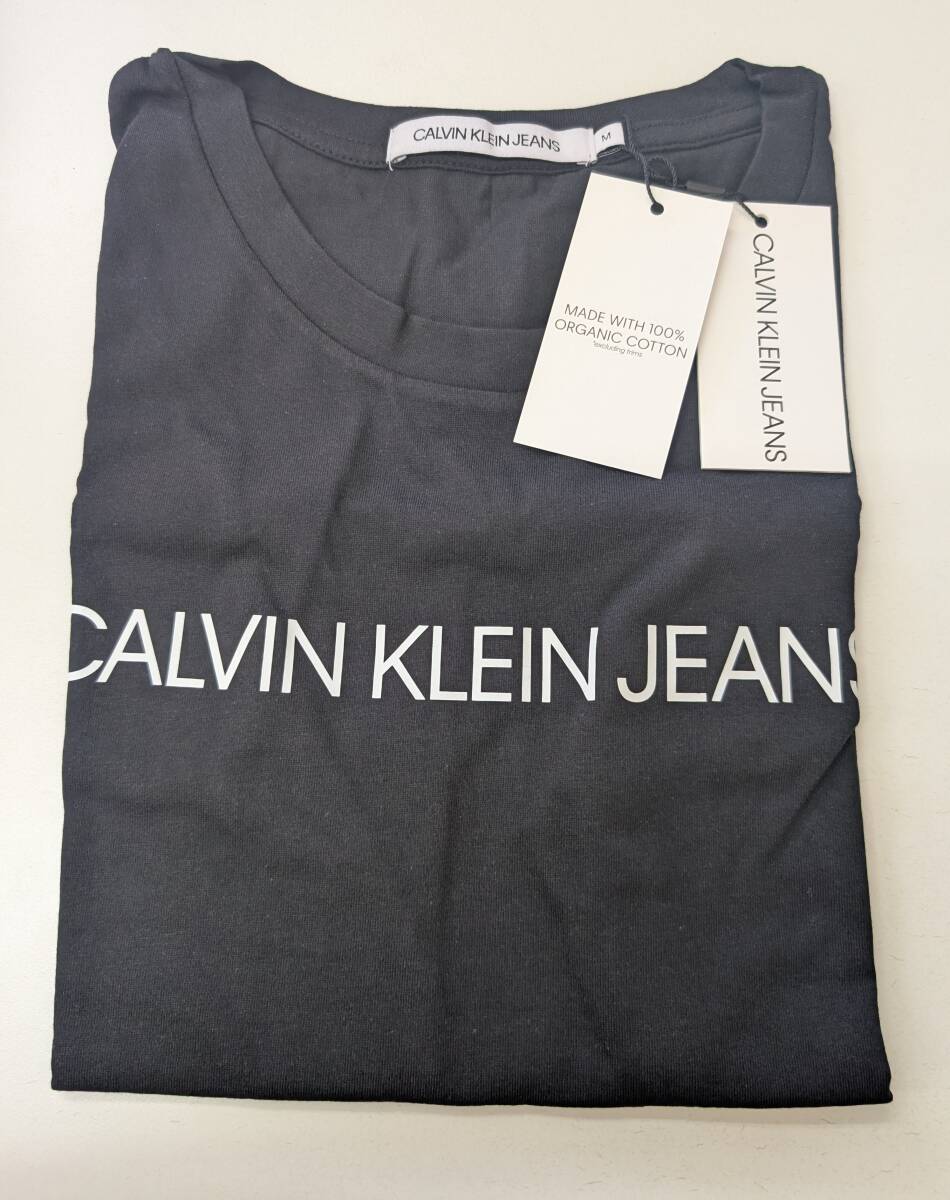 CALVIN KLEIN JEANS
M
MADE WITH 100%
ORGANIC COTTON
*excluding trims
CALVIN KLEIN JEANS
CALVIN KLEIN JEANS